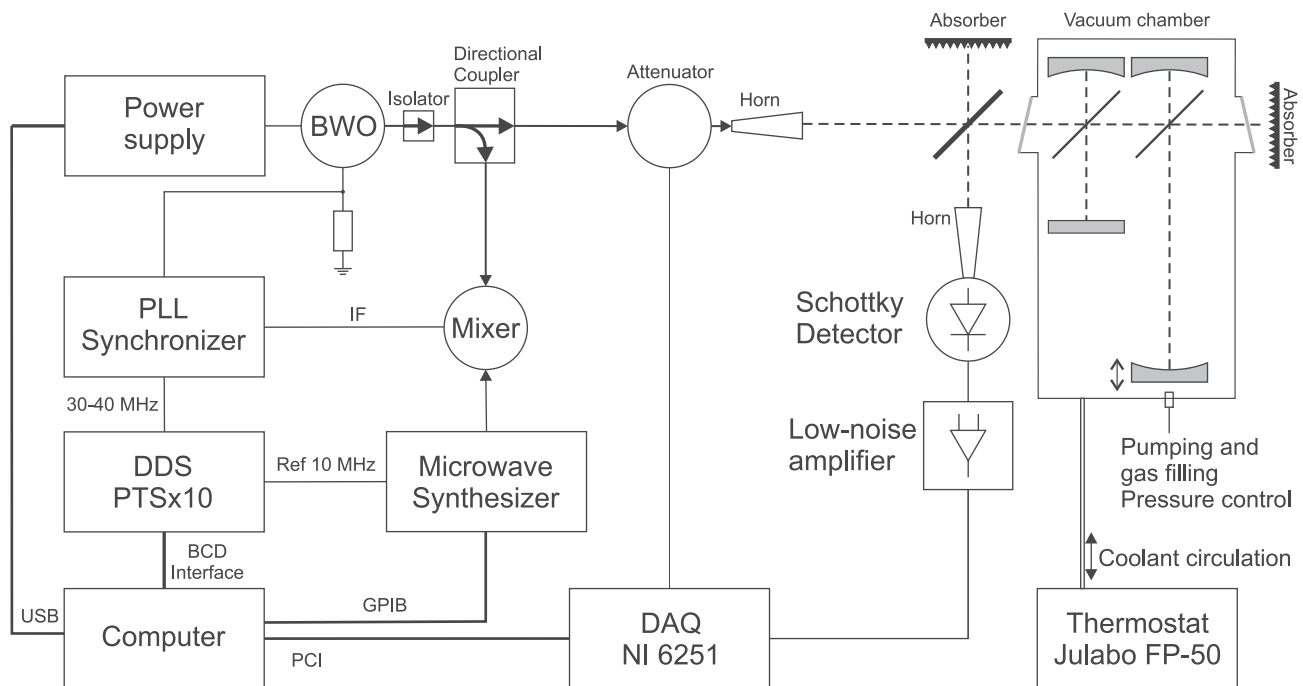 Absorber
Vacuum chamber
Directional
Coupler
Attenuator
Isolator
Horn
Power
supply
BWO
Absorber
Horn
PLL
Synchronizer
IF
Mixer
Schottky
Detector
30-40 MHz
Low-noise
amplifier
DDS
PTSx10
Ref 10 MHz
Microwave
Synthesizer
Pumping and
gas filling
Pressure control
BCD
Interface
Coolant circulation
USB
GPIB
Computer
PCI
DAQ
NI 6251
Thermostat
Julabo FP-50